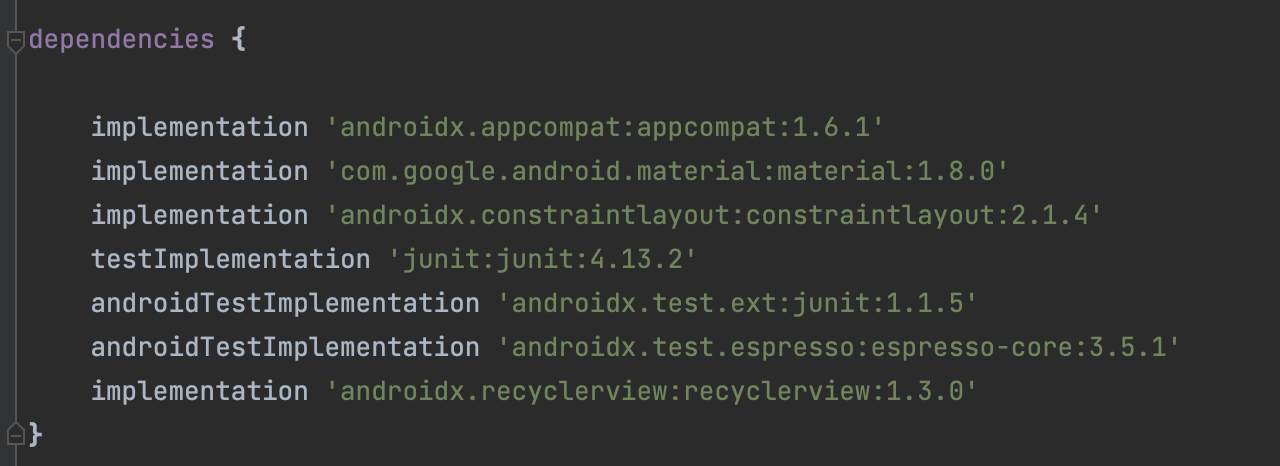 dependencies {
implementation 'androidx.appcompat:appcompat:1.6.1'
implementation 'com.google.android.material:material:1.8.0'
implementation 'androidx.constraintlayout:constraintlayout:2.1.4'
testImplementation 'junit:junit:4.13.2'
androidTestImplementation 'androidx.test.ext:junit:1.1.5'
androidTestImplementation 'androidx.test.espresso:espresso-core:3.5.1'
implementation 'androidx.recyclerview:recyclerview:1.3.0'
}